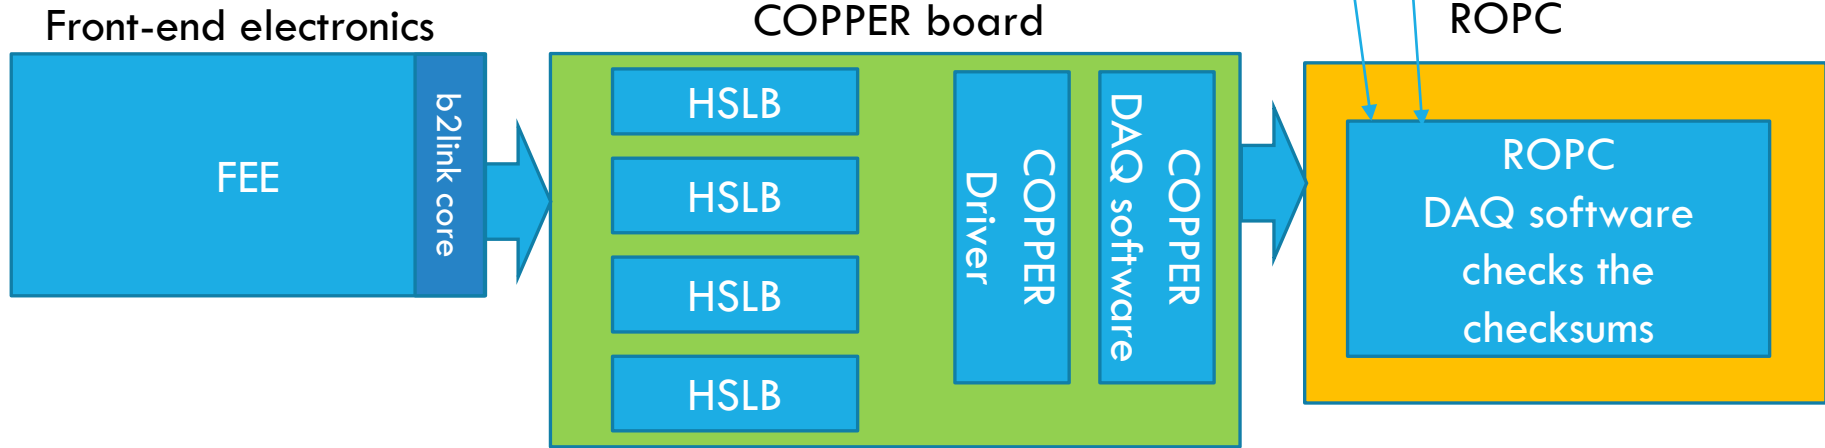 Front-end electronics
FEE
b2link core
COPPER board
HSLB
HSLB
HSLB
HSLB
COPPER
Driver
COPPER
DAQ software
ROPC
ROPC
DAQ software
checks the
checksums